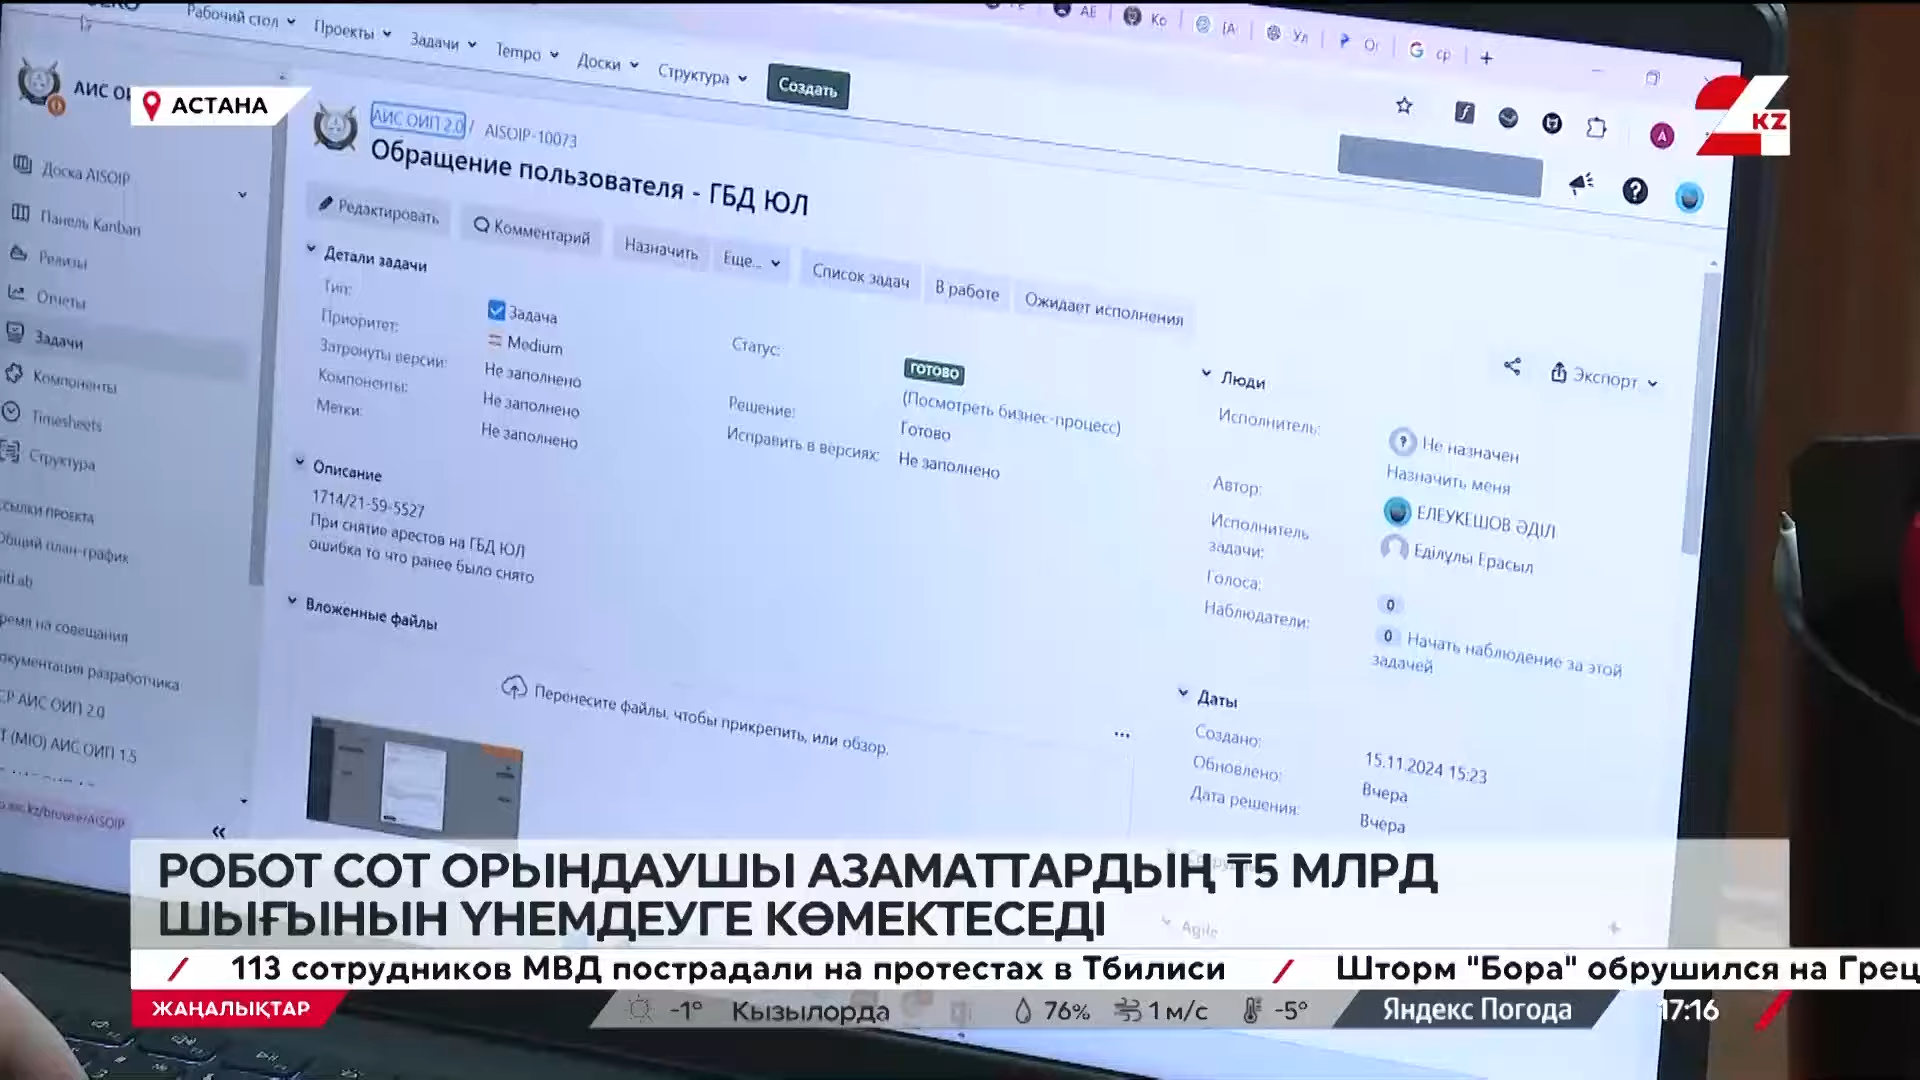 Рабочий стол
Проекты
Задачи
Tempo
Доски
Структура
Создать
АЕ
Ко
Ул
ср
АСТАНА
24
KZ
A
АИС ОИП 2.0 / AISOIP-10073
Обращение пользователя - ГБД ЮЛ
Редактировать
Комментарий
Назначить
Еще...
Список задач
В работе
Ожидает исполнения
Экспорт
Доска AISOIP
Панель Kanban
Релизы
Отчеты
Задачи
Компоненты
Timesheets
Структура
Детали задачи
Тип: Задача
Приоритет: Medium
Затронуты версии: Не заполнено
Компоненты: Не заполнено
Метки: Не заполнено
Статус: ГОТОВО
(Посмотреть бизнес-процесс)
Решение: Готово
Исправить в версиях: Не заполнено
Описание
1714/21-59-5527
При снятие арестов на ГБД ЮЛ
ошибка то что ранее было снято
Вложенные файлы
Перенесите файлы, чтобы прикрепить, или обзор.
Люди
Исполнитель: Не назначен
Назначить меня
Автор: ЕЛЕУКЕШОВ ӘДІЛ
Исполнитель задачи: Еділұлы Ерасыл
Голоса: 0
Наблюдатели: 0 Начать наблюдение за этой
задачей
Даты
Создано: 15.11.2024 15:23
Обновлено: Вчера
Дата решения: Вчера
Agile
РОБОТ СОТ ОРЫНДАУШЫ АЗАМАТТАРДЫҢ ₸5 МЛРД
ШЫҒЫНЫН ҮНЕМДЕУГЕ КӨМЕКТЕСЕДІ
113 сотрудников МВД пострадали на протестах в Тбилиси / Шторм "Бора" обрушился на Грец
ЖАҢАЛЫҚТАР
-1° Кызылорда 76% 1 м/с -5° Яндекс Погода 17:16